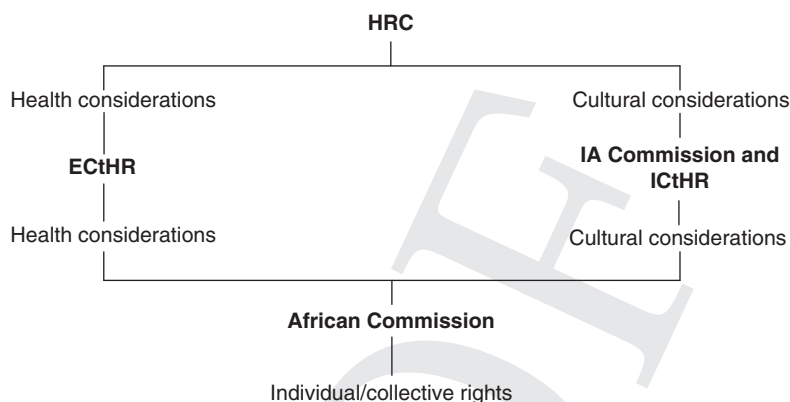 HRC
Health considerations
Cultural considerations
ECtHR
IA Commission and
ICtHR
Health considerations
Cultural considerations
African Commission
Individual/collective rights